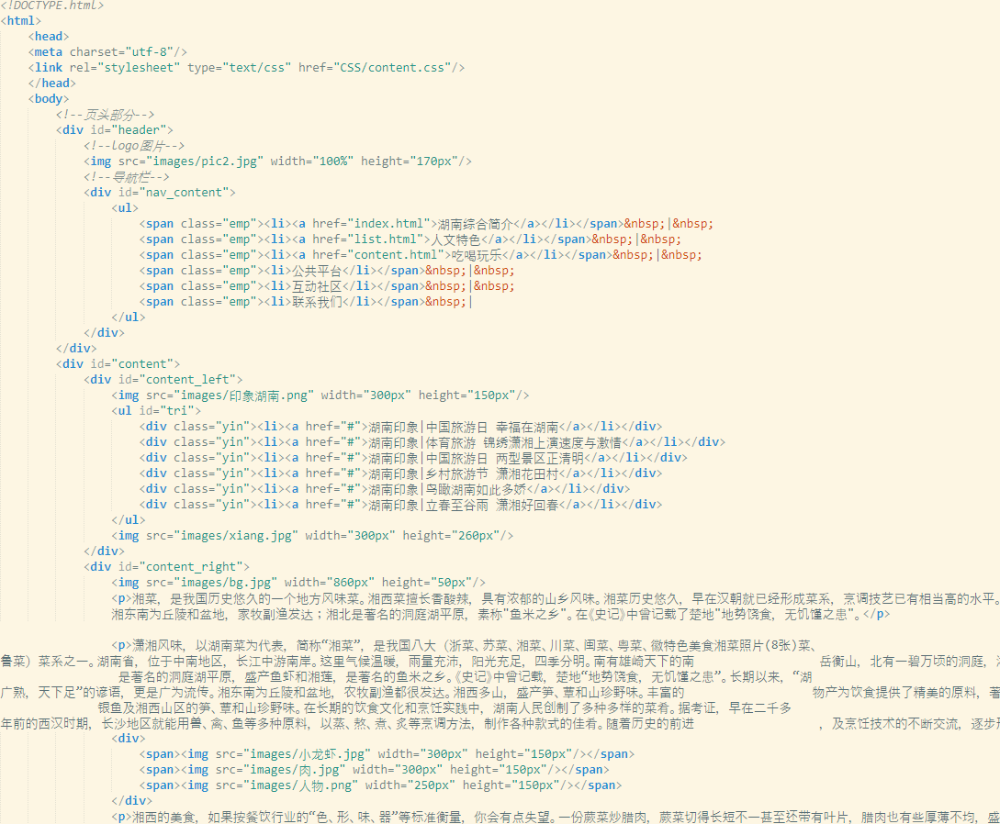 <!DOCTYPE.html>
<html>
<head>
<meta charset="utf-8"/>
<link rel="stylesheet" type="text/css" href="CSS/content.css"/>
</head>
<body>
<!--页头部分-->
<div id="header">
<!--logo图片-->
<img src="images/pic2.jpg" width="100%" height="170px"/>
<!--导航栏-->
<div id="nav_content">
<ul>
<span class="emp"><li><a href="index.html">湖南综合简介</a></li></span>&nbsp;|&nbsp;
<span class="emp"><li><a href="list.html">人文特色</a></li></span>&nbsp;|&nbsp;
<span class="emp"><li><a href="content.html">吃喝玩乐</a></li></span>&nbsp;|&nbsp;
<span class="emp"><li>公共平台</li></span>&nbsp;|&nbsp;
<span class="emp"><li>互动社区</li></span>&nbsp;|&nbsp;
<span class="emp"><li>联系我们</li></span>&nbsp;|
</ul>
</div>
</div>
<div id="content">
<div id="content_left">
<img src="images/印象湖南.png" width="300px" height="150px"/>
<ul id="tri">
<div class="yin"><li><a href="#">湖南印象|中国旅游日 幸福在湖南</a></li></div>
<div class="yin"><li><a href="#">湖南印象|体育旅游 锦绣潇湘上演速度与激情</a></li></div>
<div class="yin"><li><a href="#">湖南印象|中国旅游日 两型景区正清明</a></li></div>
<div class="yin"><li><a href="#">湖南印象|乡村旅游节 潇湘花田村</a></li></div>
<div class="yin"><li><a href="#">湖南印象|鸟瞰湖南如此多娇</a></li></div>
<div class="yin"><li><a href="#">湖南印象|立春至谷雨 潇湘好回春</a></li></div>
</ul>
<img src="images/xiang.jpg" width="300px" height="260px"/>
</div>
<div id="content_right">
<img src="images/bg.jpg" width="860px" height="50px"/>
<p>湘菜，是我国历史悠久的一个地方风味菜。湘西菜擅长香酸辣，具有浓郁的山乡风味。湘菜历史悠久，早在汉朝就已经形成菜系，烹调技艺已有相当高的水平。
湘东南为丘陵和盆地，家牧副渔发达；湘北是著名的洞庭湖平原，素称"鱼米之乡"。在《史记》中曾记载了楚地"地势饶食，无饥馑之患"。</p>
<p>潇湘风味，以湖南菜为代表，简称“湘菜”，是我国八大（浙菜、苏菜、湘菜、川菜、闽菜、粤菜、徽特色美食湘菜照片(8张)菜、
鲁菜）菜系之一。湖南省，位于中南地区，长江中游南岸。这里气候温暖，雨量充沛，阳光充足，四季分明。南有雄崎天下的南 岳衡山，北有一碧万顷的洞庭，
是著名的洞庭湖平原，盛产鱼虾和湘莲，是著名的鱼米之乡。《史记》中曾记载，楚地“地势饶食，无饥馑之患”。长期以来，“湖
广熟，天下足”的谚语，更是广为流传。湘东南为丘陵和盆地，农牧副渔都很发达。湘西多山，盛产笋、蕈和山珍野味。丰富的 物产为饮食提供了精美的原料，著
银鱼及湘西山区的笋、蕈和山珍野味。在长期的饮食文化和烹饪实践中，湖南人民创制了多种多样的菜肴。据考证，早在二千多
年前的西汉时期，长沙地区就能用兽、禽、鱼等多种原料，以蒸、熬、煮、炙等烹调方法，制作各种款式的佳肴。随着历史的前进 ，及烹饪技术的不断交流，逐步
<div>
<span><img src="images/小龙虾.jpg" width="300px" height="150px"/></span>
<span><img src="images/肉.jpg" width="300px" height="150px"/></span>
<span><img src="images/人物.png" width="250px" height="150px"/></span>
</div>
<p>湘西的美食，如果按餐饮行业的“色、形、味、器”等标准衡量，你会有点失望。一份蕨菜炒腊肉，蕨菜切得长短不一甚至还带有叶片，腊肉也有些厚薄不均，盛